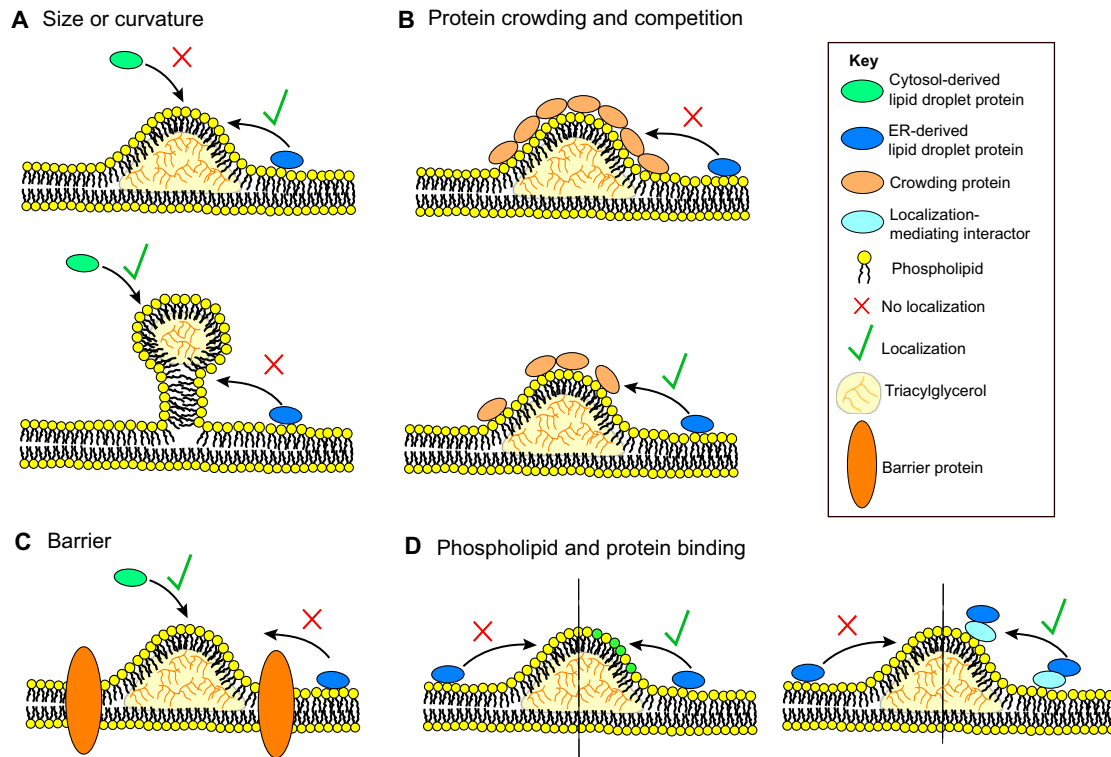 A Size or curvature
B Protein crowding and competition
Key
Cytosol-derived
lipid droplet protein
ER-derived
lipid droplet protein
Crowding protein
Localization-
mediating interactor
Phospholipid
No localization
Localization
Triacylglycerol
Barrier protein
C Barrier
D Phospholipid and protein binding